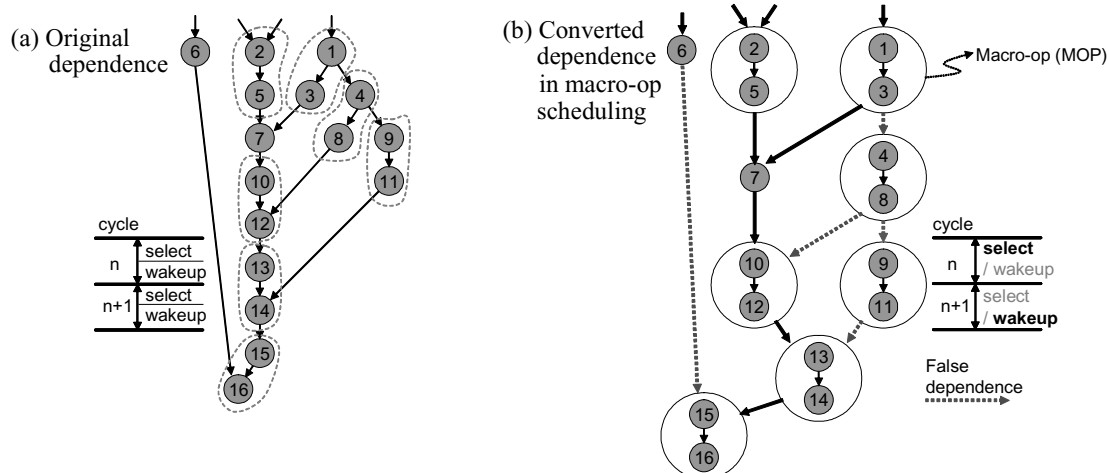 (a) Original
dependence
6
2
1
5
3
4
7
8
9
10
11
12
13
14
15
16
cycle
n
select
wakeup
n+1
select
wakeup
(b) Converted
dependence
in macro-op
scheduling
6
2
5
1
3
Macro-op (MOP)
4
8
7
10
12
9
11
13
14
15
16
cycle
n
select
/ wakeup
n+1
select
/ wakeup
False
dependence